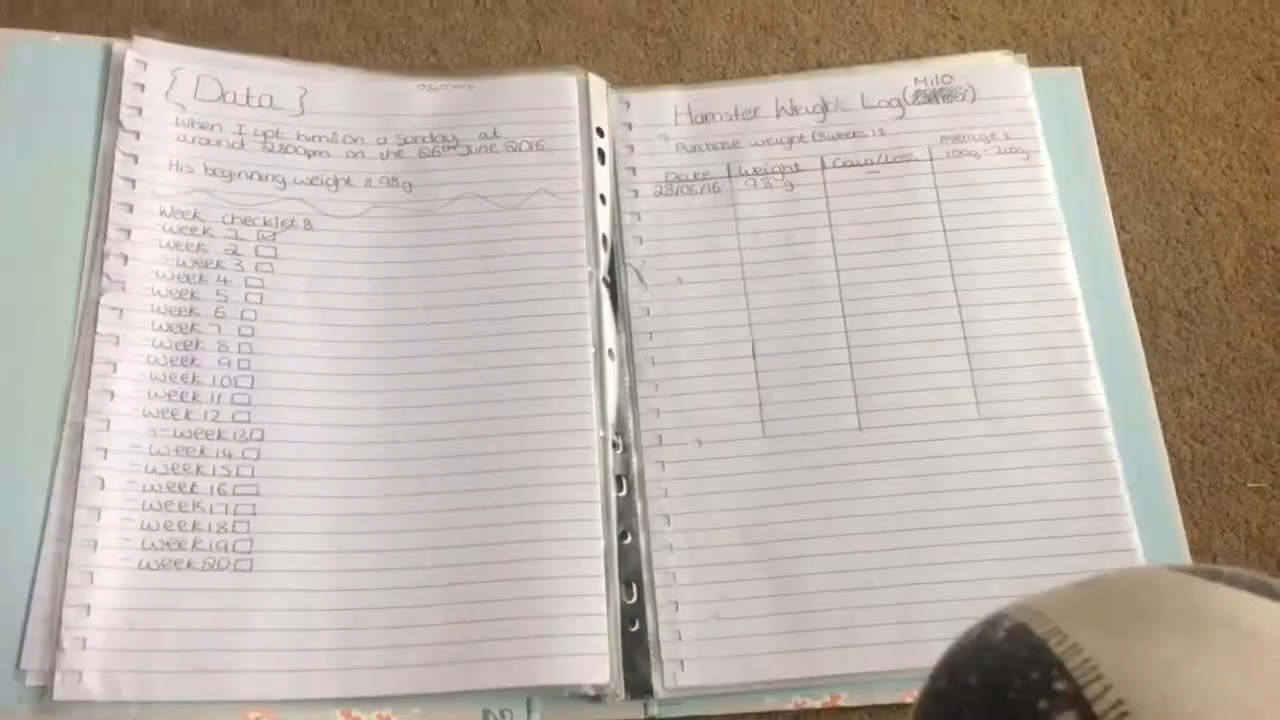 {Data}
When I got him: on a Sunday at
around 2:00pm on the 26th June 2016
His beginning weight: 98g
Week checklist:
-Week 1
-Week 2
-Week 3
-Week 4
-Week 5
-Week 6
-Week 7
-Week 8
-Week 9
-Week 10
-Week 11
-Week 12
-Week 13
-Week 14
-Week 15
-Week 16
-Week 17
-Week 18
-Week 19
-Week 20
Milo
Hamster Weight Log ( )
Purchase weight (8 weeks):
Date Weight Gain/Loss Average: 100g-200g
28/06/16 98g -